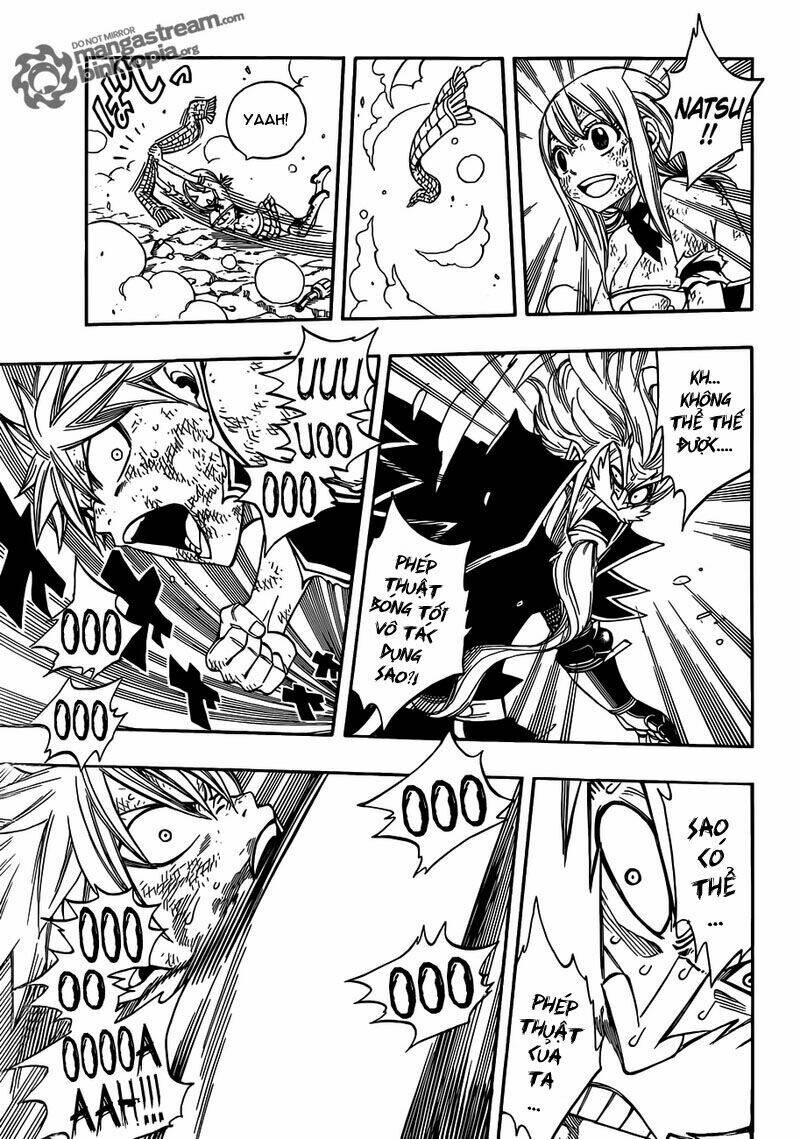 DO NOT MIRROR
mangastream.com
binktopia.org
NATSU
!!
YAAH!
KH...
KHÔNG
THỂ THẾ
ĐƯỢC....
PHÉP
THUẬT
BÓNG TỐI
VÔ TÁC
DỤNG
SAO?!
UUU
UOO
OOO
OOO
OOO
SAO
CÓ
THỂ
...
PHÉP
THUẬT
CỦA
TA
...
OOO
OOO
OOO
OO
OOOOA
AAH!!!